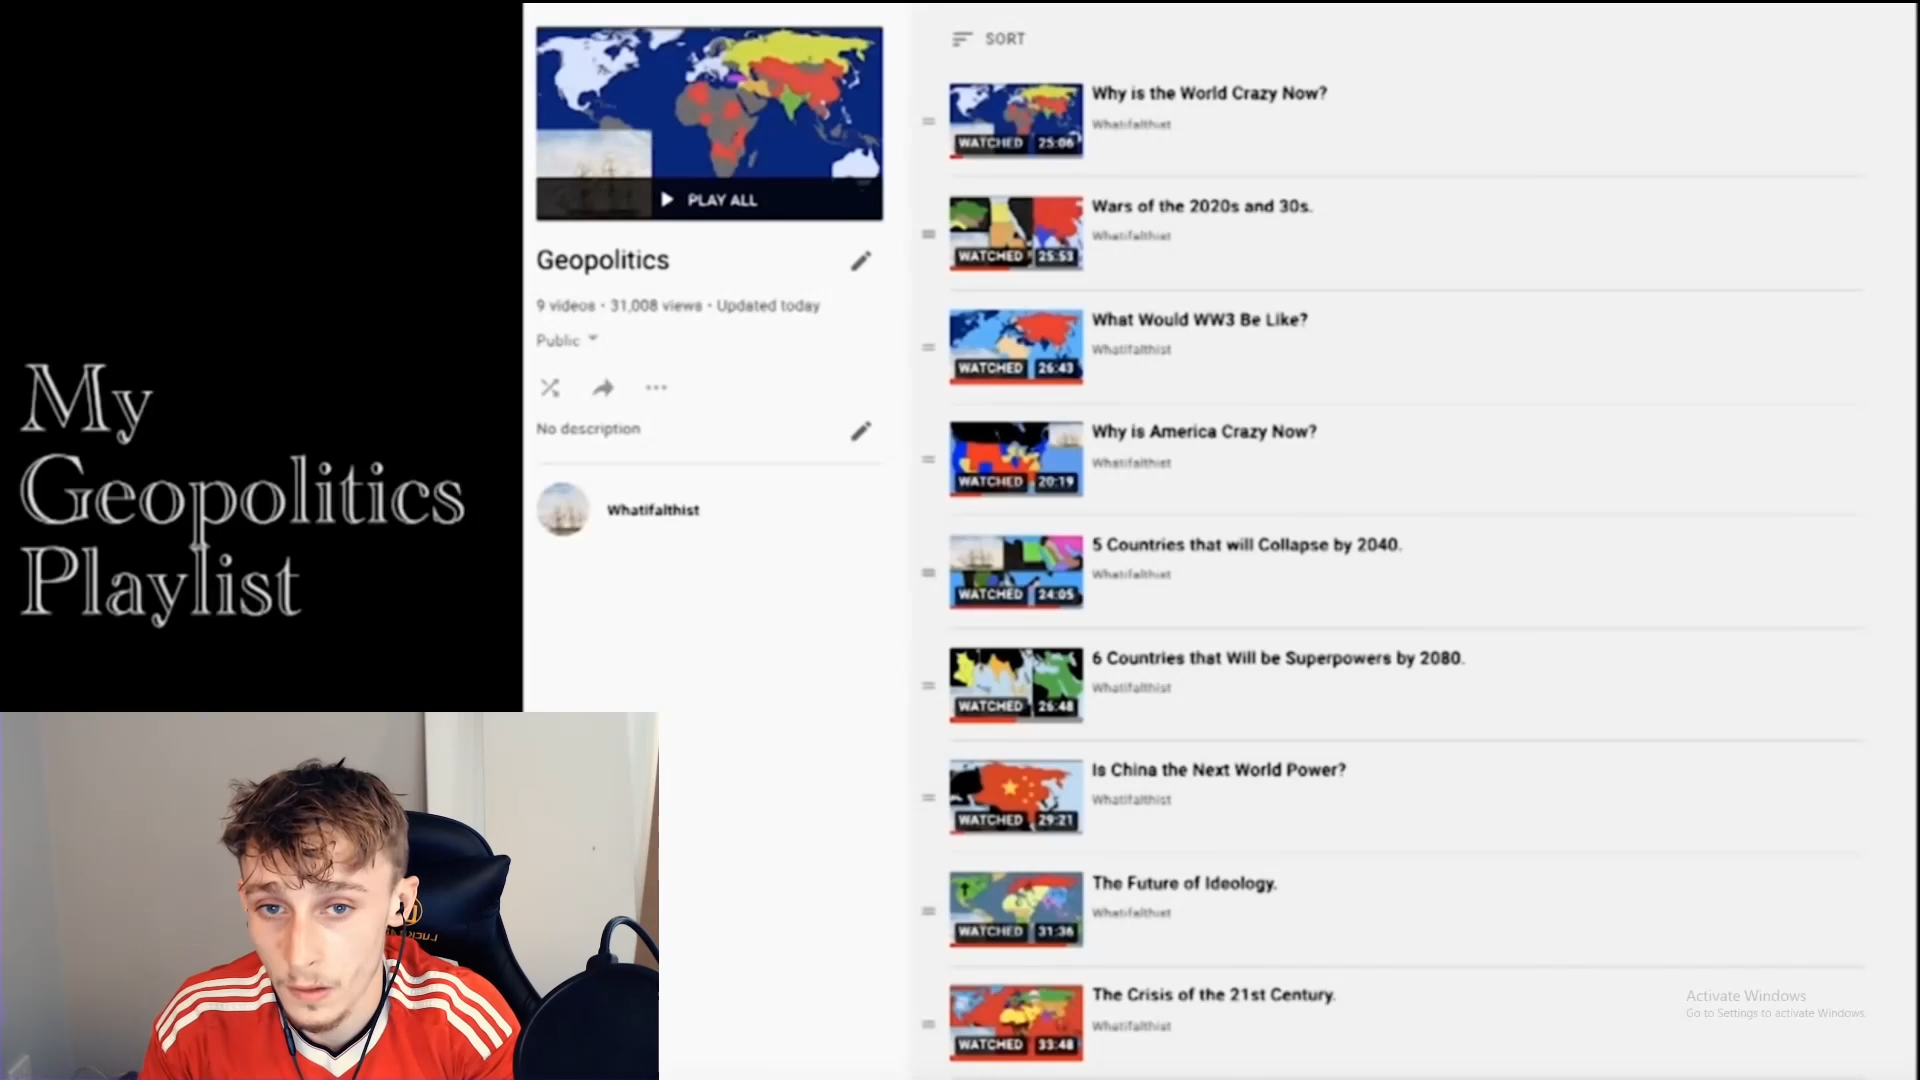 My
Geopolitics
Playlist
PLAY ALL
Geopolitics
9 videos • 31,008 views • Updated today
Public
No description
Whatifalthist
SORT
Why is the World Crazy Now?
Whatifalthist
WATCHED 25:06
Wars of the 2020s and 30s.
Whatifalthist
WATCHED 25:53
What Would WW3 Be Like?
Whatifalthist
WATCHED 26:43
Why is America Crazy Now?
Whatifalthist
WATCHED 20:19
5 Countries that will Collapse by 2040.
Whatifalthist
WATCHED 24:05
6 Countries that Will be Superpowers by 2080.
Whatifalthist
WATCHED 26:48
Is China the Next World Power?
Whatifalthist
WATCHED 29:21
The Future of Ideology.
Whatifalthist
WATCHED 31:36
The Crisis of the 21st Century.
Whatifalthist
WATCHED 33:48
Activate Windows
Go to Settings to activate Windows.